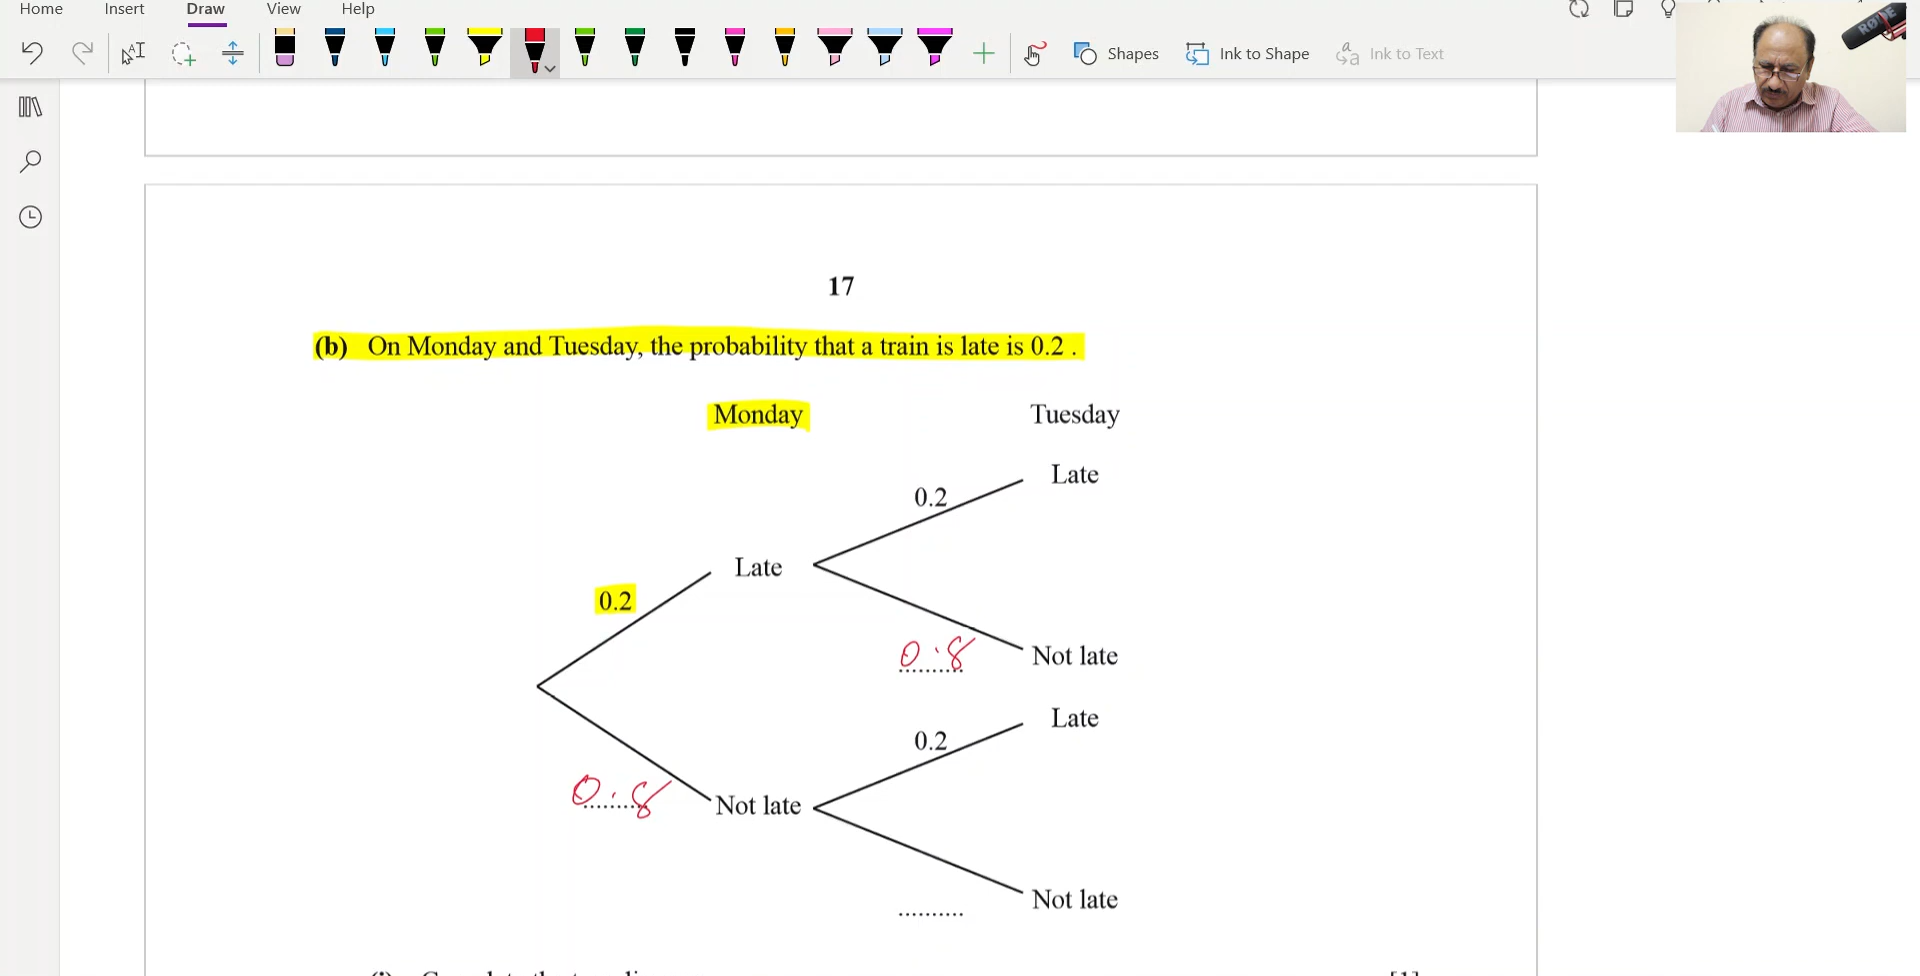 Home Insert Draw View Help
Shapes Ink to Shape Ink to Text
RØDE
17
(b) On Monday and Tuesday, the probability that a train is late is 0.2 .
Monday Tuesday
Late
0.2
Late
0.2
0.8 Not late
Late
0.2
0.8 Not late
Not late
..........
[1]